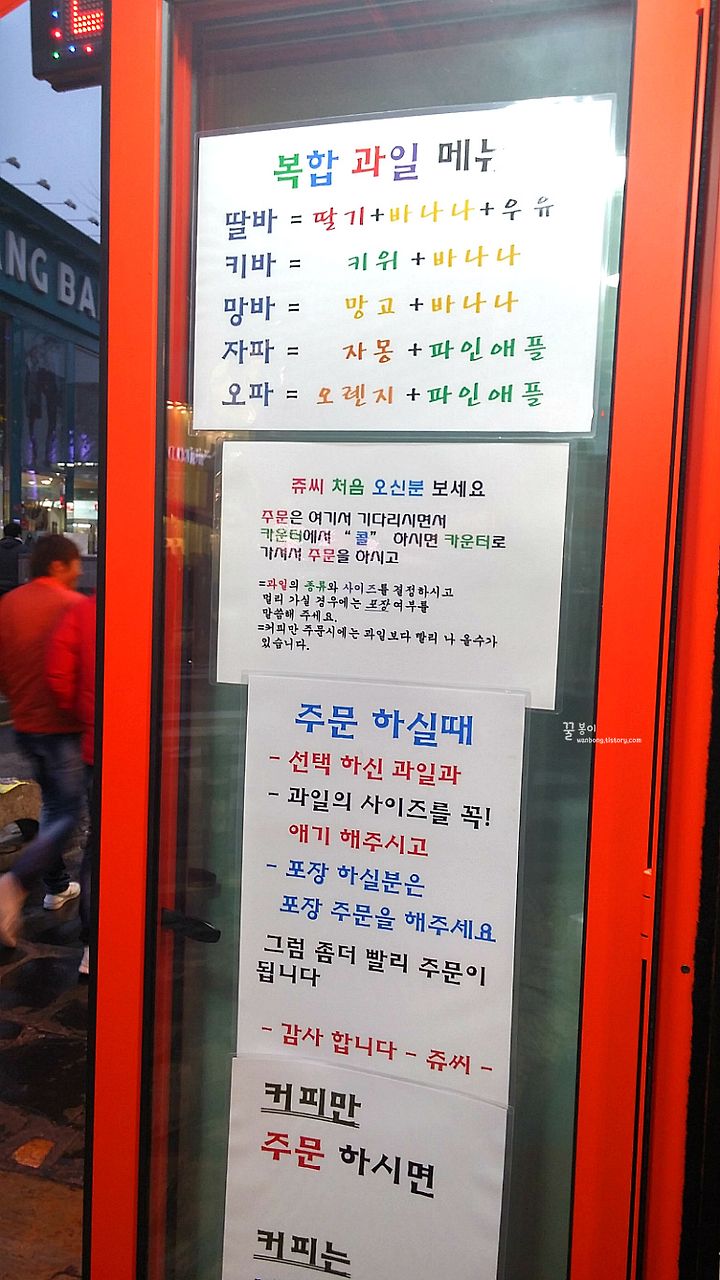 NG BA
복합 과일 메뉴
딸바 = 딸기+바나나+우유
키바 = 키위+바나나
망바 = 망고+바나나
자파 = 자몽+파인애플
오파 = 오렌지+파인애플
쥬씨 처음 오신분 보세요
주문은 여기서 기다리시면서
카운터에서 “콜” 하시면 카운터로
가셔서 주문을 하시고
=과일의 종류와 사이즈를 결정하시고
멀리 가실 경우에는 포장여부를
말씀해 주세요.
=커피만 주문시에는 과일보다 빨리 나 올수가
있습니다.
주문 하실때
- 선택 하신 과일과
- 과일의 사이즈를 꼭!
애기 해주시고
- 포장 하실분은
포장 주문을 해주세요
그럼 좀더 빨리 주문이
됩니다
- 감사 합니다 - 쥬씨 -
커피만
주문 하시면
커피는
꿀봉이
wanbong.tistory.com